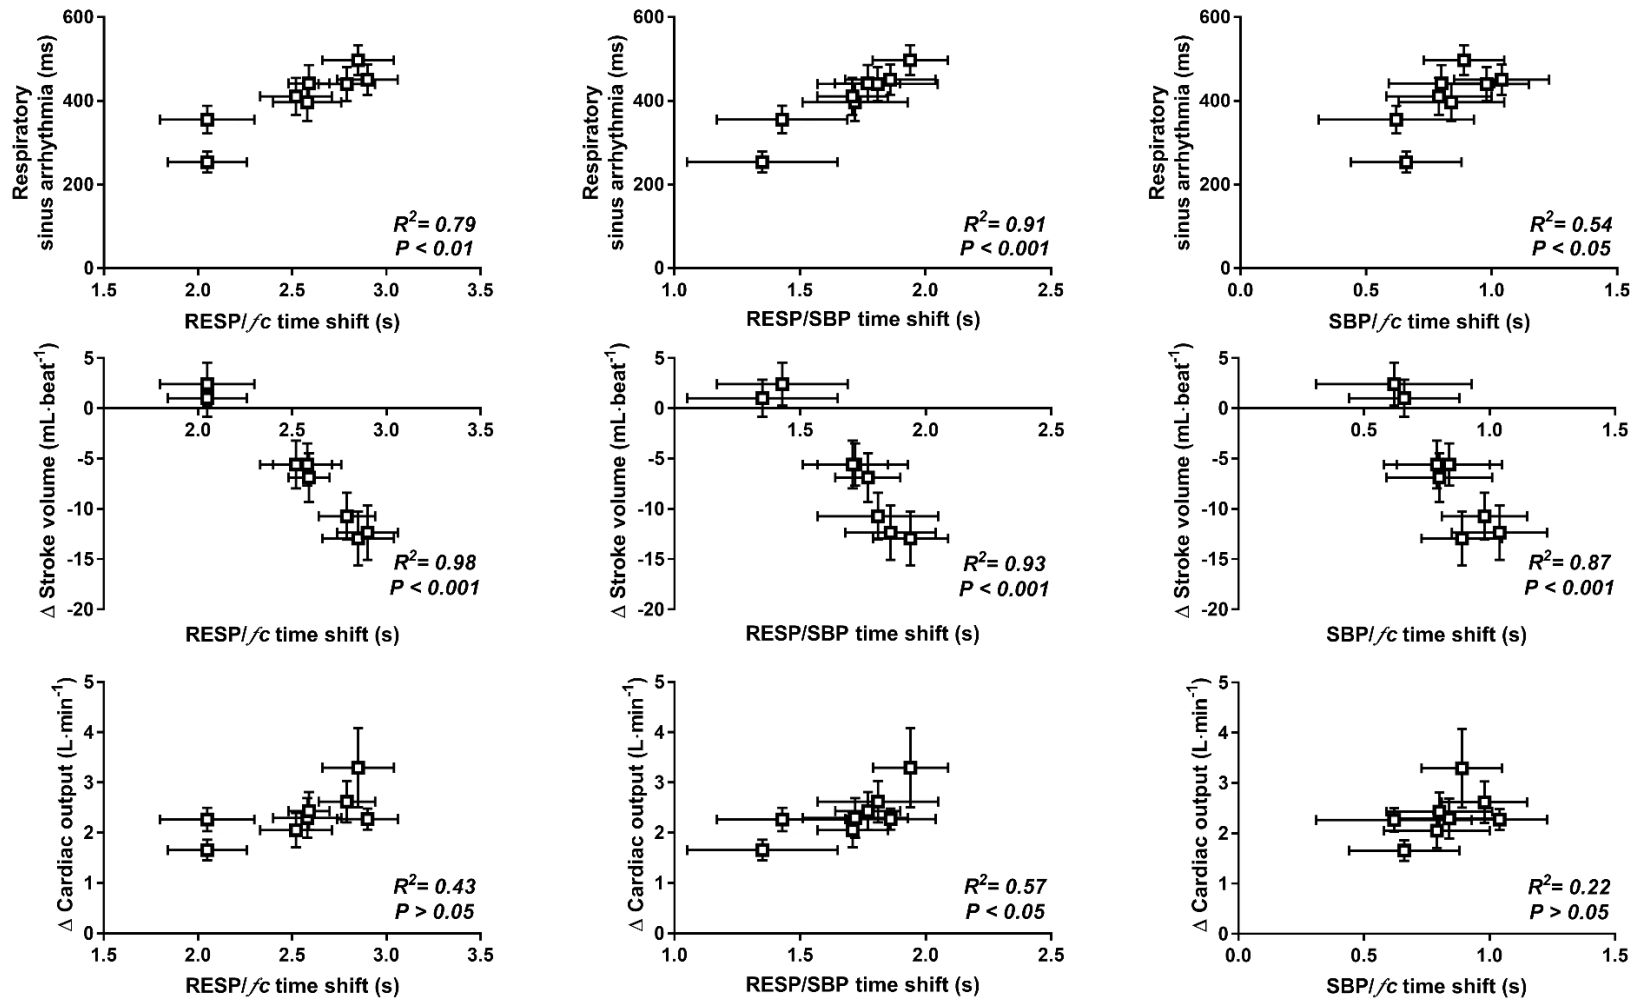 Respiratory
sinus arrhythmia (ms)
600
400
200
0
R²= 0.79
P < 0.01
1.5 2.0 2.5 3.0 3.5
RESP/fc time shift (s)
Respiratory
sinus arrhythmia (ms)
600
400
200
0
R²= 0.91
P < 0.001
1.0 1.5 2.0 2.5
RESP/SBP time shift (s)
Respiratory
sinus arrhythmia (ms)
600
400
200
0
R²= 0.54
P < 0.05
0.0 0.5 1.0 1.5
SBP/fc time shift (s)
Δ Stroke volume (mL·beat⁻¹)
5
0
-5
-10
-15
-20
2.0 2.5 3.0 3.5
R²= 0.98
P < 0.001
RESP/fc time shift (s)
Δ Stroke volume (mL·beat⁻¹)
5
0
-5
-10
-15
-20
1.5 2.0 2.5
R²= 0.93
P < 0.001
RESP/SBP time shift (s)
Δ Stroke volume (mL·beat⁻¹)
5
0
-5
-10
-15
-20
0.5 1.0 1.5
R²= 0.87
P < 0.001
SBP/fc time shift (s)
Δ Cardiac output (L·min⁻¹)
5
4
3
2
1
0
R²= 0.43
P > 0.05
1.5 2.0 2.5 3.0 3.5
RESP/fc time shift (s)
Δ Cardiac output (L·min⁻¹)
5
4
3
2
1
0
R²= 0.57
P < 0.05
1.0 1.5 2.0 2.5
RESP/SBP time shift (s)
Δ Cardiac output (L·min⁻¹)
5
4
3
2
1
0
R²= 0.22
P > 0.05
0.0 0.5 1.0 1.5
SBP/fc time shift (s)